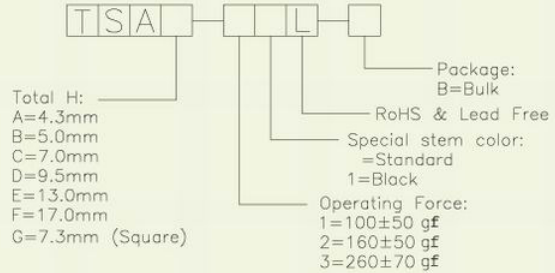 TSA L
Package:
B=Bulk
RoHS & Lead Free
Special stem color:
=Standard
1=Black
Operating Force:
1=100±50 gf
2=160±50 gf
3=260±70 gf
Total H:
A=4.3mm
B=5.0mm
C=7.0mm
D=9.5mm
E=13.0mm
F=17.0mm
G=7.3mm (Square)